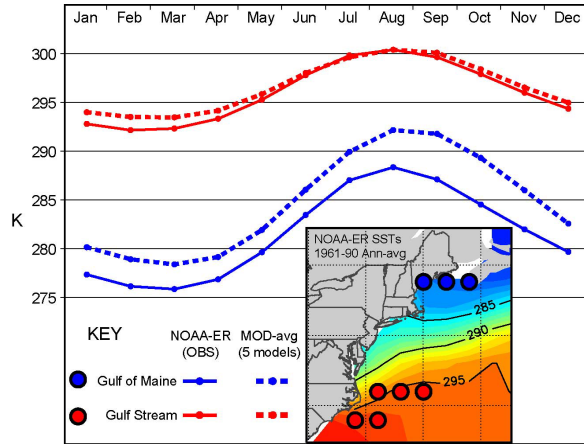 Jan Feb Mar Apr May Jun Jul Aug Sep Oct Nov Dec
300
295
290
285
K
280
275
NOAA-ER SSTs
1961-90 Ann-avg
285
290
295
KEY
NOAA-ER MOD-avg
(OBS) (5 models)
Gulf of Maine
Gulf Stream